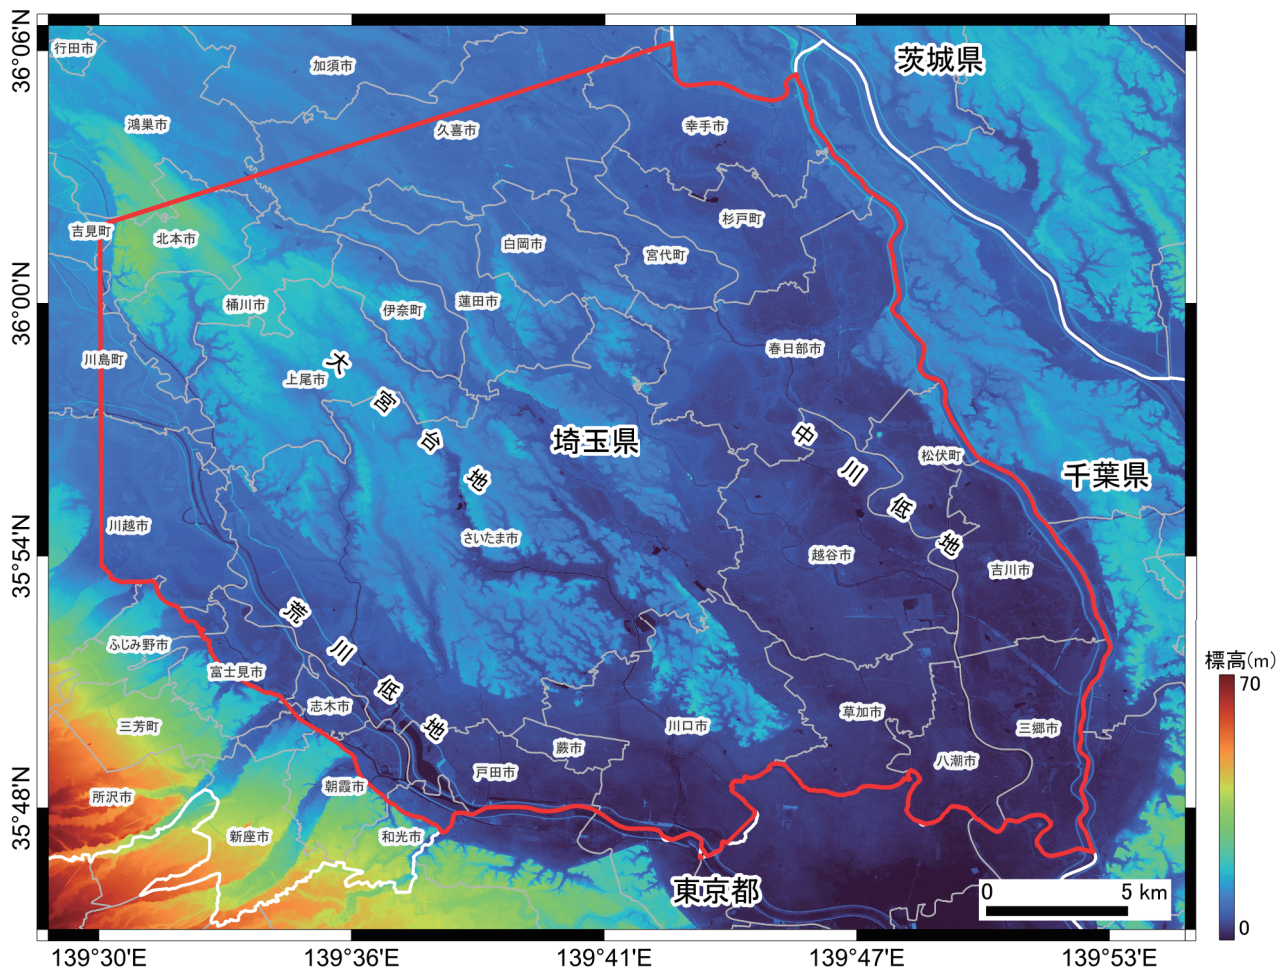 36°06'N
36°00'N
35°54'N
35°48'N
行田市
加須市
茨城県
鴻巣市
久喜市
幸手市
吉見町
北本市
杉戸町
白岡市
宮代町
桶川市
伊奈町
蓮田市
川島町
春日部市
上尾市
大宮台地
埼玉県
中川低地
松伏町
千葉県
川越市
さいたま市
越谷市
吉川市
荒川低地
ふじみ野市
富士見市
志木市
三芳町
川口市
草加市
三郷市
蕨市
戸田市
八潮市
朝霞市
所沢市
新座市
和光市
東京都
標高(m)
70
0
0
5 km
139°30'E
139°36'E
139°41'E
139°47'E
139°53'E